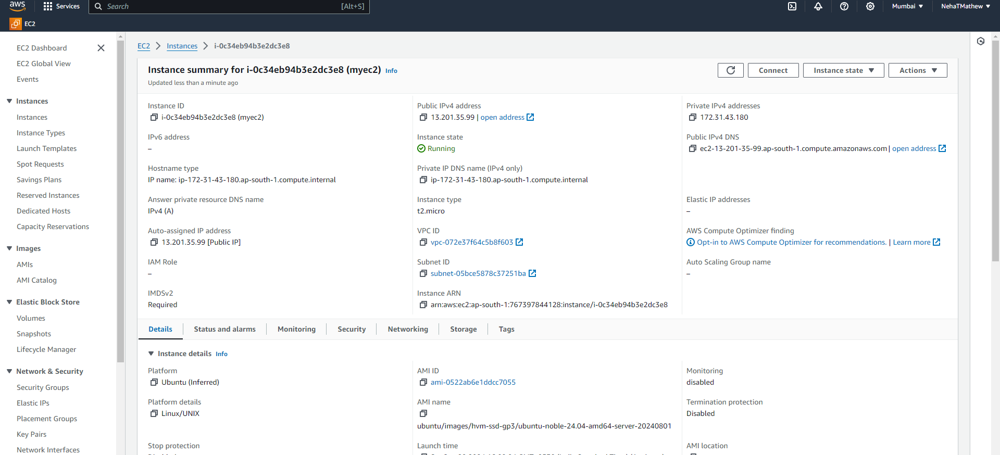 aws
Services
Search
[Alt+S]
Mumbai
NehaTMathew
EC2
EC2 Dashboard
EC2 Global View
Events
Instances
Instances
Instance Types
Launch Templates
Spot Requests
Savings Plans
Reserved Instances
Dedicated Hosts
Capacity Reservations
Images
AMIs
AMI Catalog
Elastic Block Store
Volumes
Snapshots
Lifecycle Manager
Network & Security
Security Groups
Elastic IPs
Placement Groups
Key Pairs
Network Interfaces
EC2 Instances i-0c34eb94b3e2dc3e8
Instance summary for i-0c34eb94b3e2dc3e8 (myec2) Info
Updated less than a minute ago
Connect
Instance state
Actions
Instance ID
i-0c34eb94b3e2dc3e8 (myec2)
IPv6 address
–
Hostname type
IP name: ip-172-31-43-180.ap-south-1.compute.internal
Answer private resource DNS name
IPv4 (A)
Auto-assigned IP address
13.201.35.99 [Public IP]
IAM Role
–
IMDSv2
Required
Public IPv4 address
13.201.35.99 | open address
Instance state
Running
Private IP DNS name (IPv4 only)
ip-172-31-43-180.ap-south-1.compute.internal
Instance type
t2.micro
VPC ID
vpc-072e37f64c5b8f603
Subnet ID
subnet-05bce5878c37251ba
Instance ARN
arn:aws:ec2:ap-south-1:767397844128:instance/i-0c34eb94b3e2dc3e8
Private IPv4 addresses
172.31.43.180
Public IPv4 DNS
ec2-13-201-35-99.ap-south-1.compute.amazonaws.com | open address
Elastic IP addresses
–
AWS Compute Optimizer finding
Opt-in to AWS Compute Optimizer for recommendations. | Learn more
Auto Scaling Group name
–
Details
Status and alarms
Monitoring
Security
Networking
Storage
Tags
Instance details Info
Platform
Ubuntu (Inferred)
Platform details
Linux/UNIX
Stop protection
AMI ID
ami-0522ab6e1ddcc7055
AMI name
ubuntu/images/hvm-ssd-gp3/ubuntu-noble-24.04-amd64-server-20240801
Launch time
Monitoring
disabled
Termination protection
Disabled
AMI location